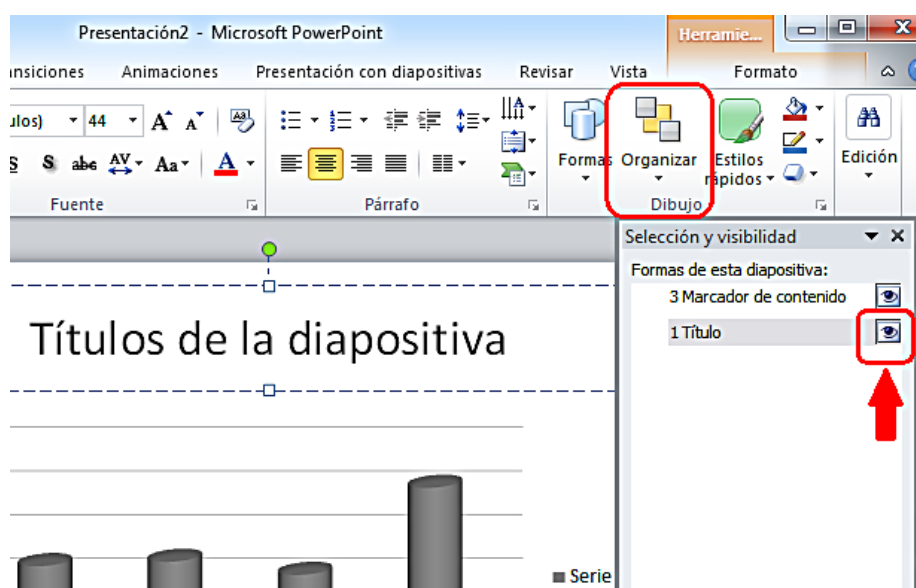 Presentación2 - Microsoft PowerPoint
Herramie...
nsiciones Animaciones Presentación con diapositivas Revisar Vista Formato
ulos) 44 A A
S S abc AV Aa A
Formas Organizar Estilos rápidos Edición
Fuente Párrafo Dibujo
Selección y visibilidad
Formas de esta diapositiva:
3 Marcador de contenido
1 Título
Títulos de la diapositiva
Serie